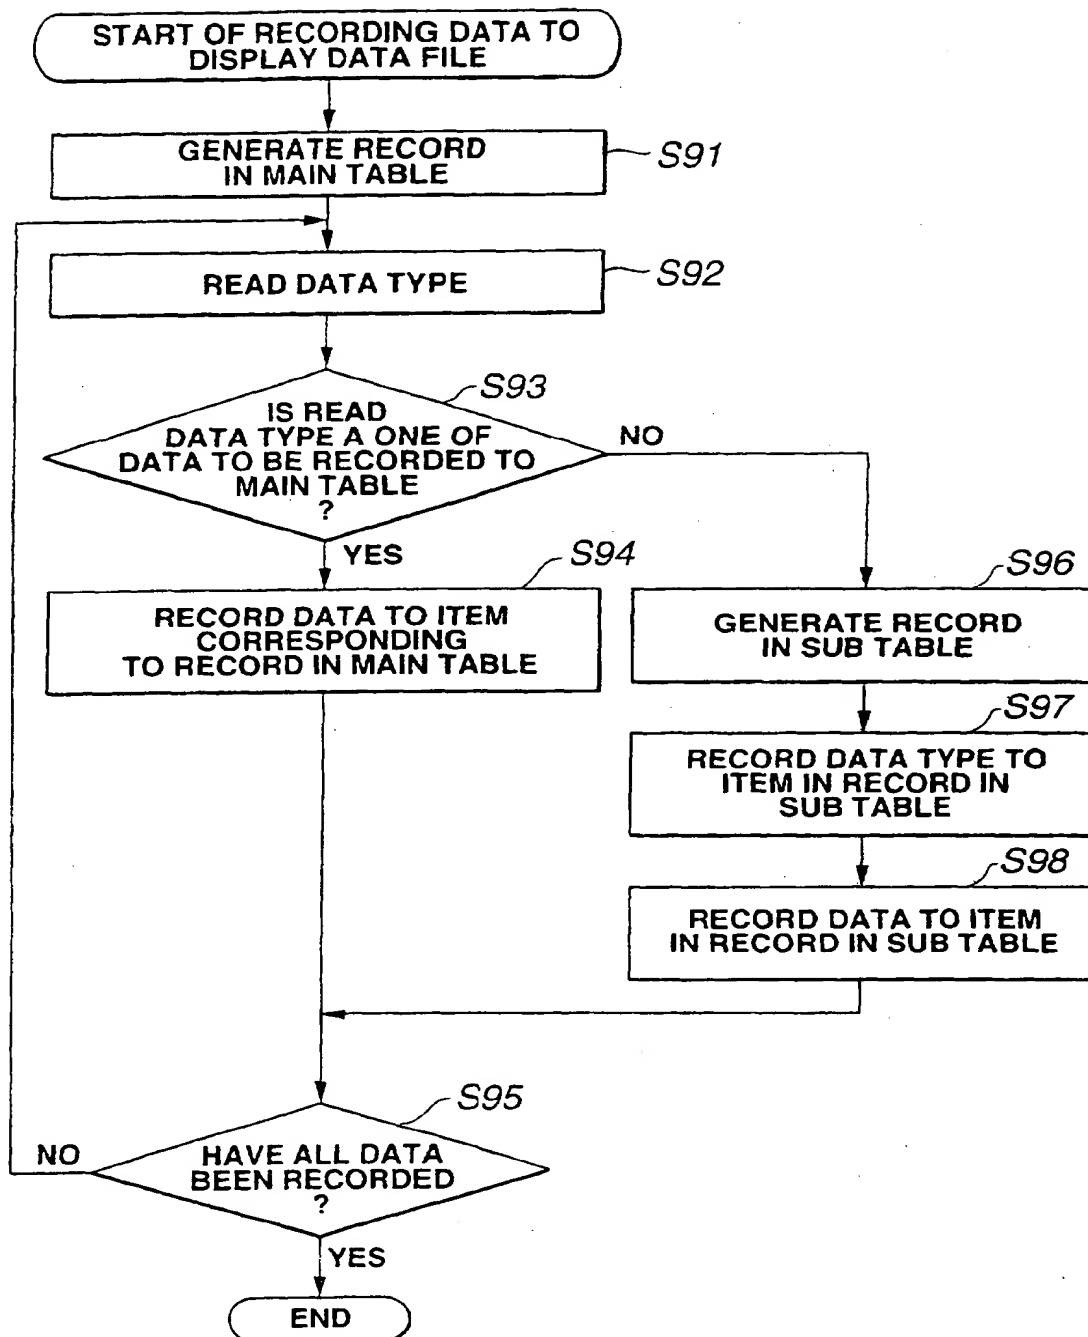 START OF RECORDING DATA TO
DISPLAY DATA FILE
GENERATE RECORD
IN MAIN TABLE
S91
READ DATA TYPE
S92
S93
IS READ
DATA TYPE A ONE OF
DATA TO BE RECORDED TO
MAIN TABLE
?
NO
YES
S94
RECORD DATA TO ITEM
CORRESPONDING
TO RECORD IN MAIN TABLE
S96
GENERATE RECORD
IN SUB TABLE
S97
RECORD DATA TYPE TO
ITEM IN RECORD IN
SUB TABLE
S98
RECORD DATA TO ITEM
IN RECORD IN SUB TABLE
S95
NO
HAVE ALL DATA
BEEN RECORDED
?
YES
END